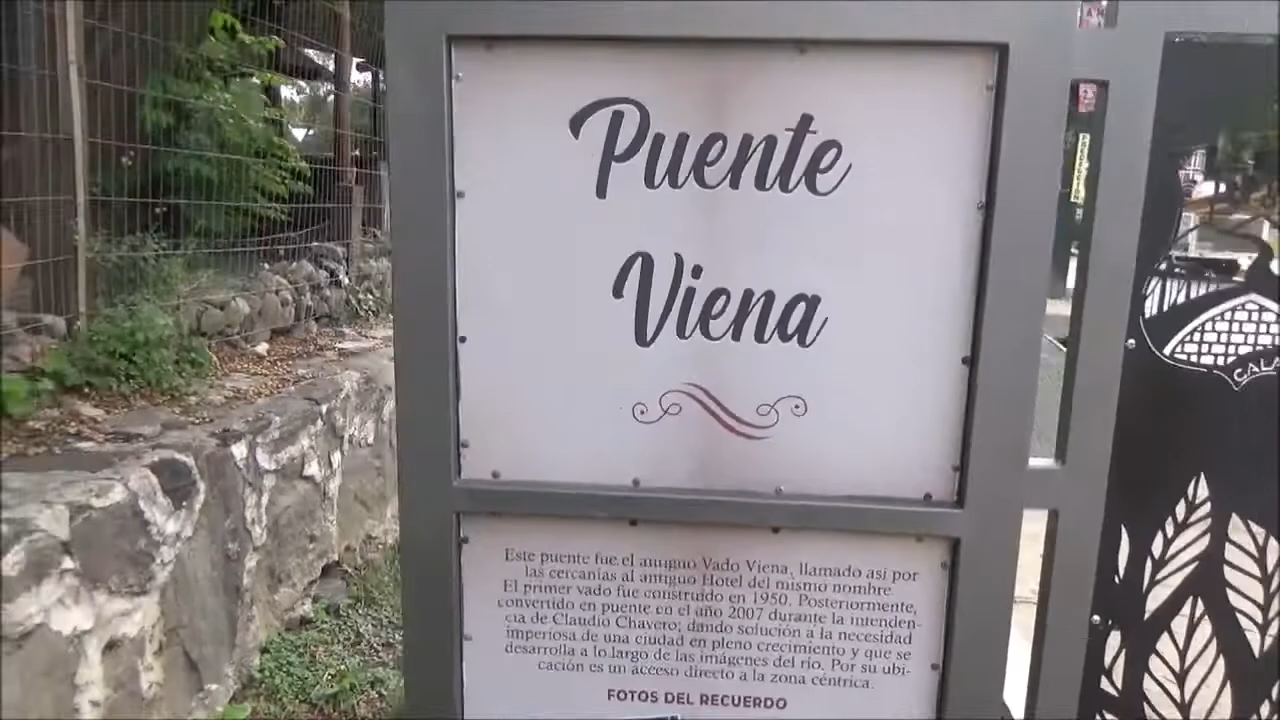 Puente
Viena
Este puente fue el antiguo Vado Viena, llamado así por
las cercanías al antiguo Hotel del mismo nombre.
El primer vado fue construido en 1950. Posteriormente,
convertido en puente en el año 2007 durante la intenden-
cia de Claudio Chavero; dando solución a la necesidad
imperiosa de una ciudad en pleno crecimiento y que se
desarrolla a lo largo de las imágenes del río. Por su ubi-
cación es un acceso directo a la zona céntrica.
FOTOS DEL RECUERDO
CALA